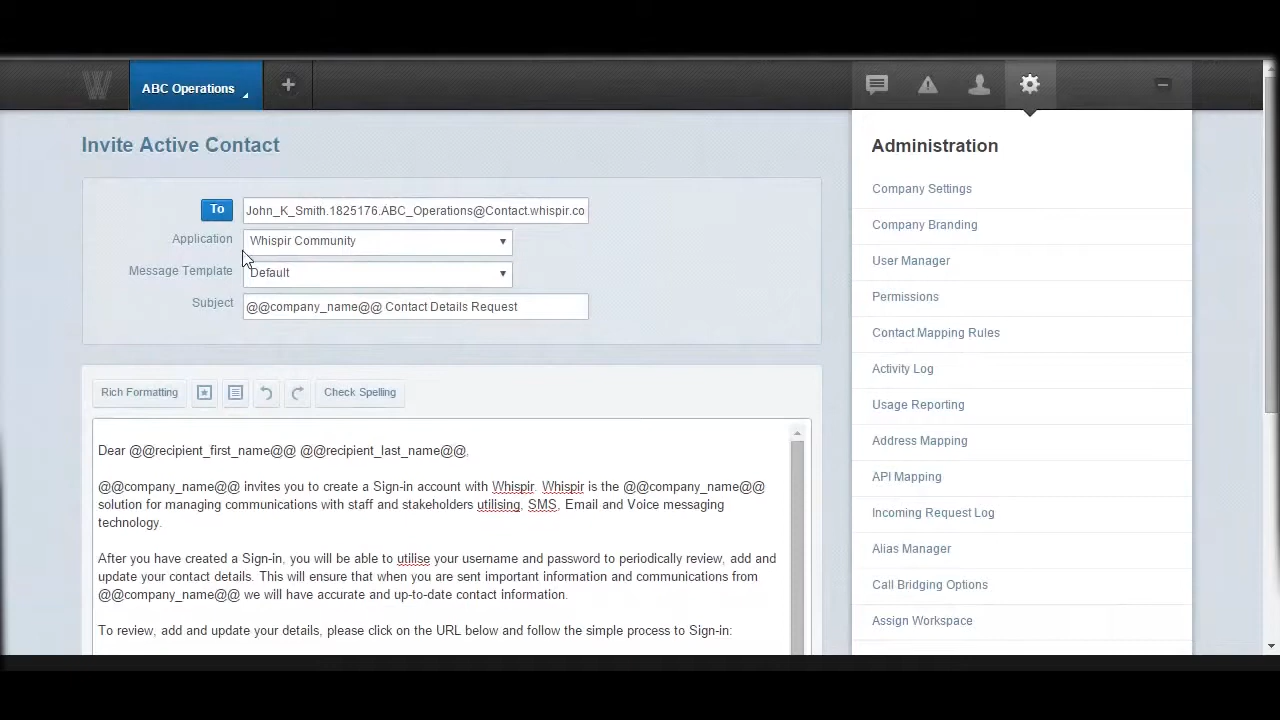 W
ABC Operations
Invite Active Contact
To
John_K_Smith.1825176.ABC_Operations@Contact.whispir.co
Application
Whispir Community
Message Template
Default
Subject
@@company_name@@ Contact Details Request
Rich Formatting
Check Spelling
Dear @@recipient_first_name@@ @@recipient_last_name@@,
@@company_name@@ invites you to create a Sign-in account with Whispir. Whispir is the @@company_name@@
solution for managing communications with staff and stakeholders utilising, SMS, Email and Voice messaging
technology.
After you have created a Sign-in, you will be able to utilise your username and password to periodically review, add and
update your contact details. This will ensure that when you are sent important information and communications from
@@company_name@@ we will have accurate and up-to-date contact information.
To review, add and update your details, please click on the URL below and follow the simple process to Sign-in:
Administration
Company Settings
Company Branding
User Manager
Permissions
Contact Mapping Rules
Activity Log
Usage Reporting
Address Mapping
API Mapping
Incoming Request Log
Alias Manager
Call Bridging Options
Assign Workspace